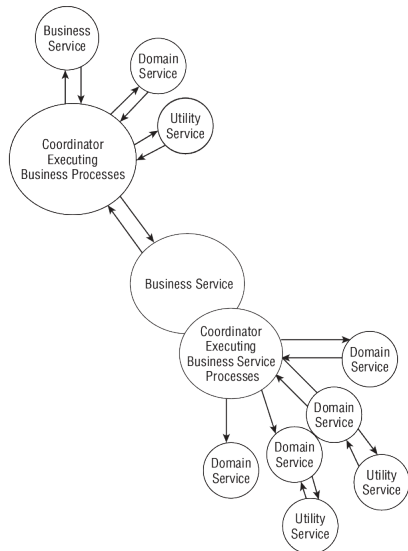 Business
Service
Domain
Service
Utility
Service
Coordinator
Executing
Business Processes
Business Service
Coordinator
Executing
Business Service
Processes
Domain
Service
Domain
Service
Domain
Service
Domain
Service
Utility
Service
Utility
Service